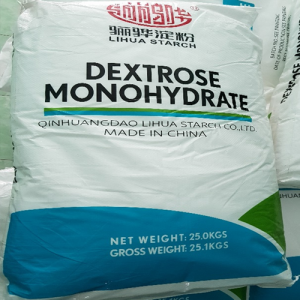 骊骅淀粉
LIHUA STARCH
DEXTROSE
MONOHYDRATE
QINHUANGDAO LIHUA STARCH CO.,LTD
MADE IN CHINA
NET WEIGHT: 25.0KGS
GROSS WEIGHT: 25.1KGS